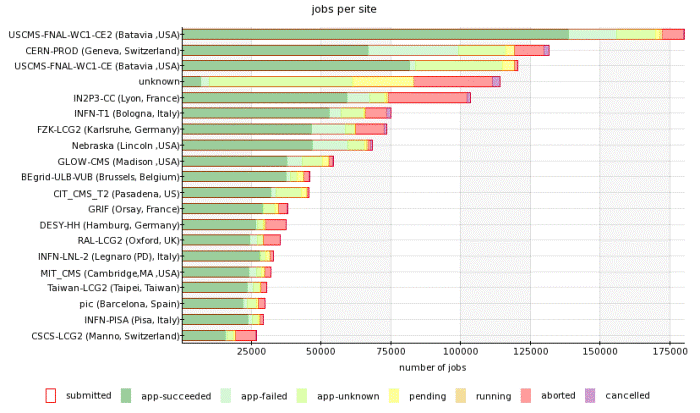 jobs per site
USCMS-FNAL-WC1-CE2 (Batavia ,USA)
CERN-PROD (Geneva, Switzerland)
USCMS-FNAL-WC1-CE (Batavia ,USA)
unknown
IN2P3-CC (Lyon, France)
INFN-T1 (Bologna, Italy)
FZK-LCG2 (Karlsruhe, Germany)
Nebraska (Lincoln ,USA)
GLOW-CMS (Madison ,USA)
BEgrid-ULB-VUB (Brussels, Belgium)
CIT_CMS_T2 (Pasadena, US)
GRIF (Orsay, France)
DESY-HH (Hamburg, Germany)
RAL-LCG2 (Oxford, UK)
INFN-LNL-2 (Legnaro (PD), Italy)
MIT_CMS (Cambridge,MA ,USA)
Taiwan-LCG2 (Taipei, Taiwan)
pic (Barcelona, Spain)
INFN-PISA (Pisa, Italy)
CSCS-LCG2 (Manno, Switzerland)
25000 50000 75000 100000 125000 150000 175000
number of jobs
submitted app-succeeded app-failed app-unknown pending running aborted cancelled